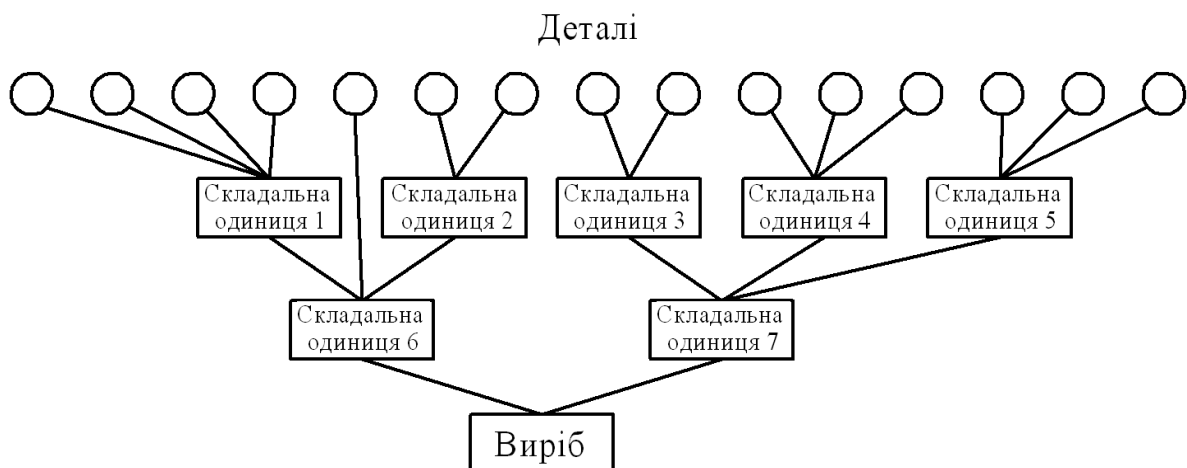 Деталі
Складальна
одиниця 1
Складальна
одиниця 2
Складальна
одиниця 3
Складальна
одиниця 4
Складальна
одиниця 5
Складальна
одиниця 6
Складальна
одиниця 7
Виріб